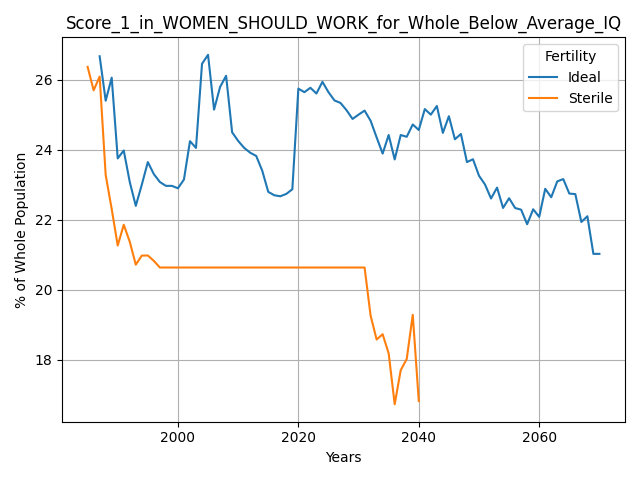 Score_1_in_WOMEN_SHOULD_WORK_for_Whole_Below_Average_IQ
Fertility
Ideal
Sterile
% of Whole Population
26
24
22
20
18
2000
2020
2040
2060
Years